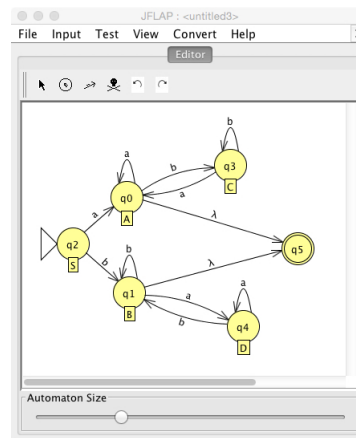 JFLAP : <untitled3>
File Input Test View Convert Help
Editor
b
a
q3
b
a
C
q0
A
a
λ
q2
S
q5
b
b
λ
q1
B
a
a
b
q4
D
Automaton Size